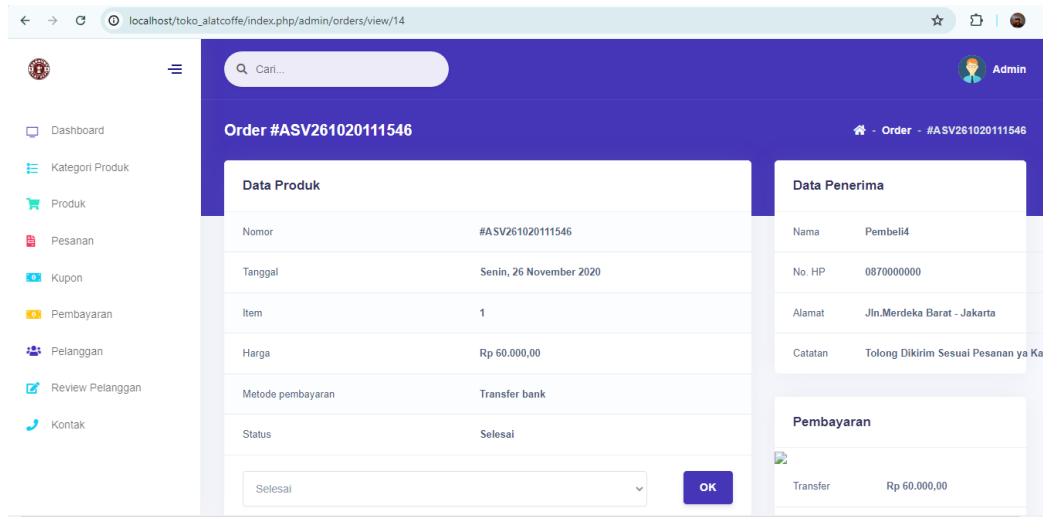 localhost/toko_alatcoffe/index.php/admin/orders/view/14
Cari...
Admin
Dashboard
Kategori Produk
Produk
Pesanan
Kupon
Pembayaran
Pelanggan
Review Pelanggan
Kontak
Order #ASV261020111546
- Order - #ASV261020111546
Data Produk
Nomor #ASV261020111546
Tanggal Senin, 26 November 2020
Item 1
Harga Rp 60.000,00
Metode pembayaran Transfer bank
Status Selesai
Selesai
OK
Data Penerima
Nama Pembeli4
No. HP 0870000000
Alamat Jln.Merdeka Barat - Jakarta
Catatan Tolong Dikirim Sesuai Pesanan ya Ka
Pembayaran
Transfer Rp 60.000,00